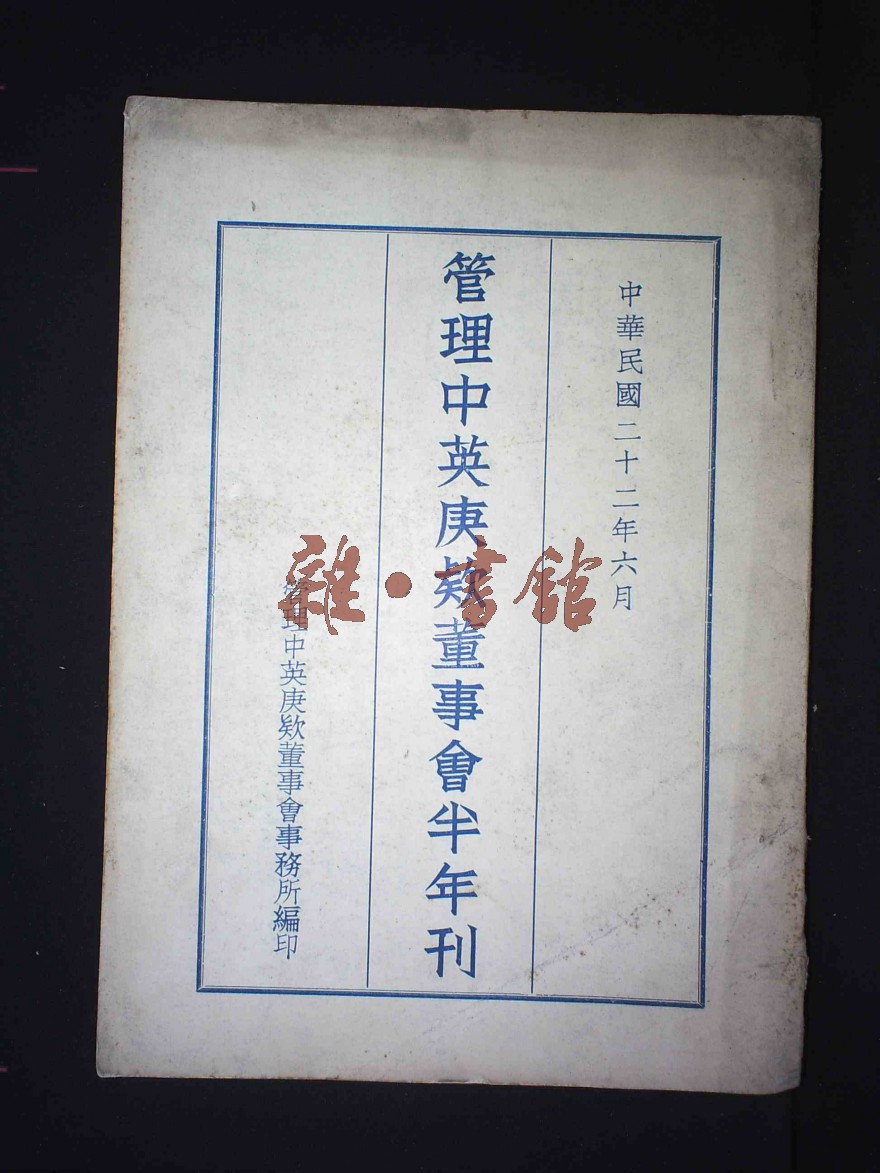 中華民國二十二年六月
管理中英庚欵董事會半年刊
管理中英庚欵董事會事務所編印
雜·書館